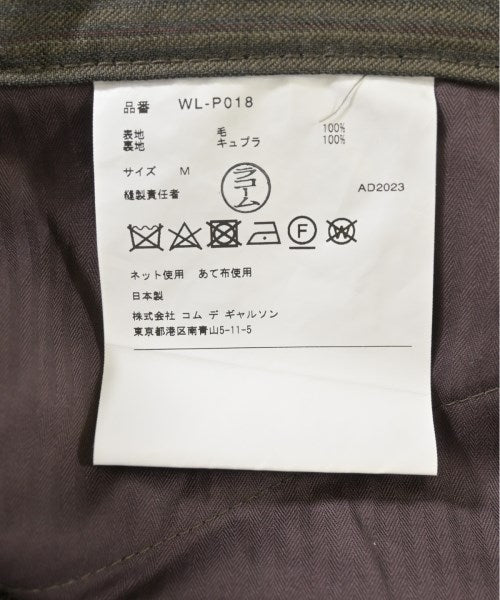 品番 WL-P018
表地 毛 100%
裏地 キュプラ 100%
サイズ M
縫製責任者 ラコーム AD2023
F W
ネット使用 あて布使用
日本製
株式会社 コム デ ギャルソン
東京都港区南青山5-11-5